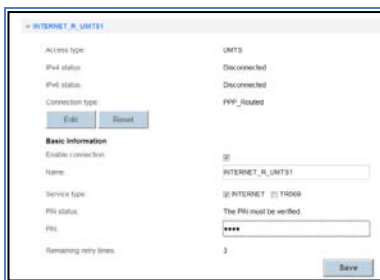 INTERNET_R_UMTS1
Access type: UMTS
IPv4 status: Disconnected
IPv6 status: Disconnected
Connection type: PPP_Routed
Edit Reset
Basic Information
Enable connection:
Name: INTERNET_R_UMTS1
Service type: INTERNET TR069
PIN status: The PIN must be verified.
PIN: ••••
Remaining retry times: 3
Save